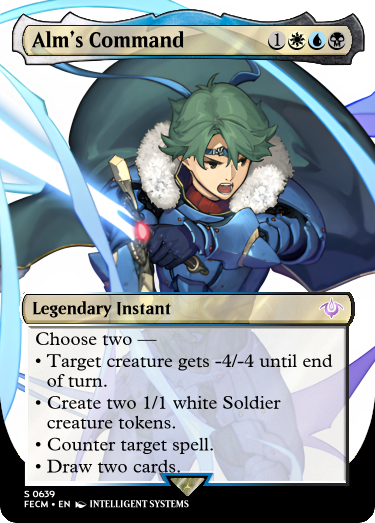 Alm's Command 1
Legendary Instant
Choose two —
• Target creature gets -4/-4 until end
of turn.
• Create two 1/1 white Soldier
creature tokens.
• Counter target spell.
• Draw two cards.
S 0639
FECM • EN INTELLIGENT SYSTEMS